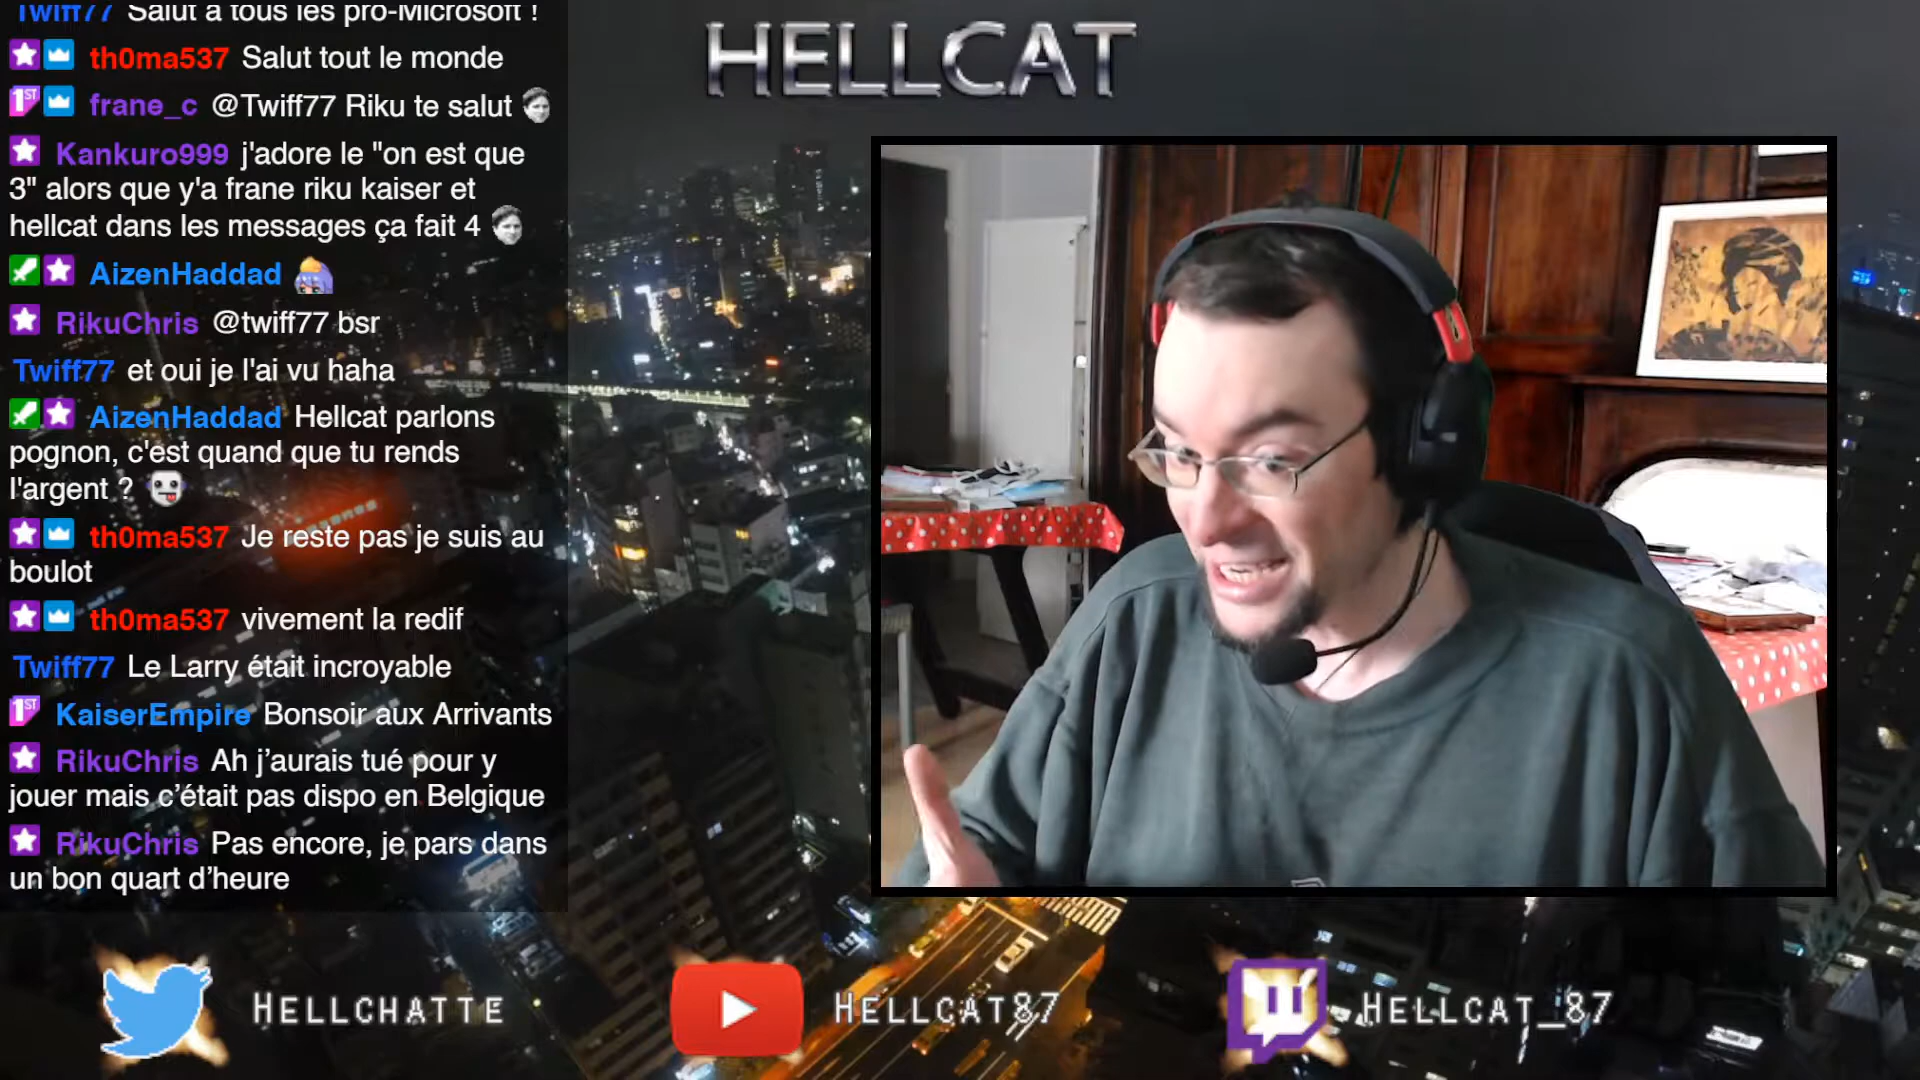 Twiff77 Salut à tous les pro-Microsoft !
HELLCAT
th0ma537 Salut tout le monde
1ST frane_c @Twiff77 Riku te salut
Kankuro999 j'adore le "on est que
3" alors que y'a frane riku kaiser et
hellcat dans les messages ça fait 4
AizenHaddad
RikuChris @twiff77 bsr
Twiff77 et oui je l'ai vu haha
AizenHaddad Hellcat parlons
pognon, c'est quand que tu rends
l'argent ?
th0ma537 Je reste pas je suis au
boulot
th0ma537 vivement la redif
Twiff77 Le Larry était incroyable
1ST KaiserEmpire Bonsoir aux Arrivants
RikuChris Ah j’aurais tué pour y
jouer mais c’était pas dispo en Belgique
RikuChris Pas encore, je pars dans
un bon quart d’heure
HELLCHATTE
HELLCAT87
HELLCAT_87